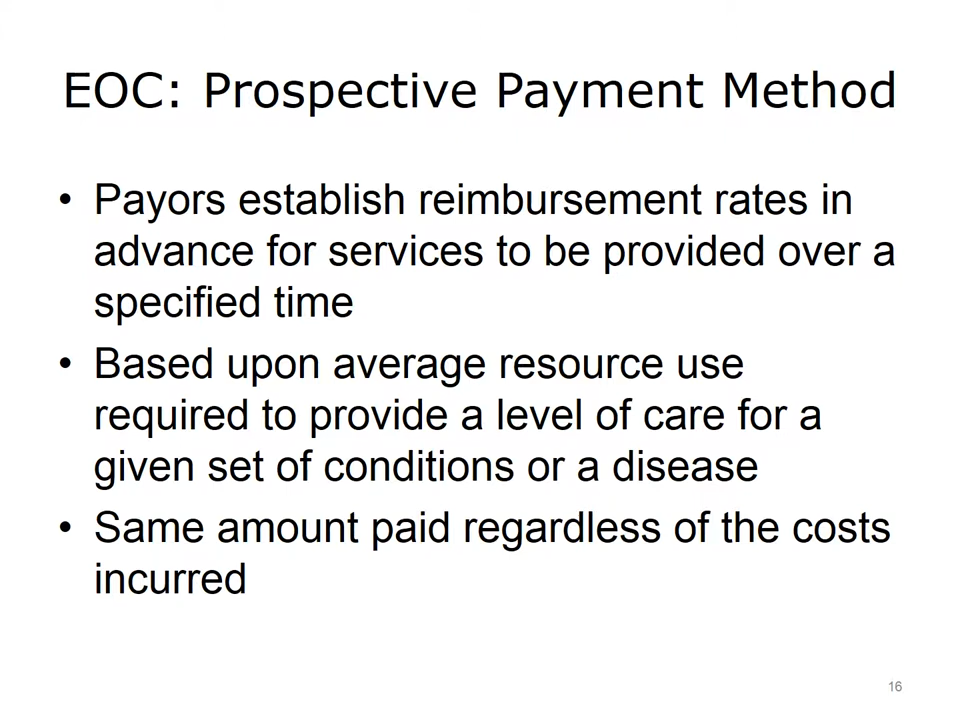 EOC: Prospective Payment Method
• Payors establish reimbursement rates in
advance for services to be provided over a
specified time
• Based upon average resource use
required to provide a level of care for a
given set of conditions or a disease
• Same amount paid regardless of the costs
incurred
16